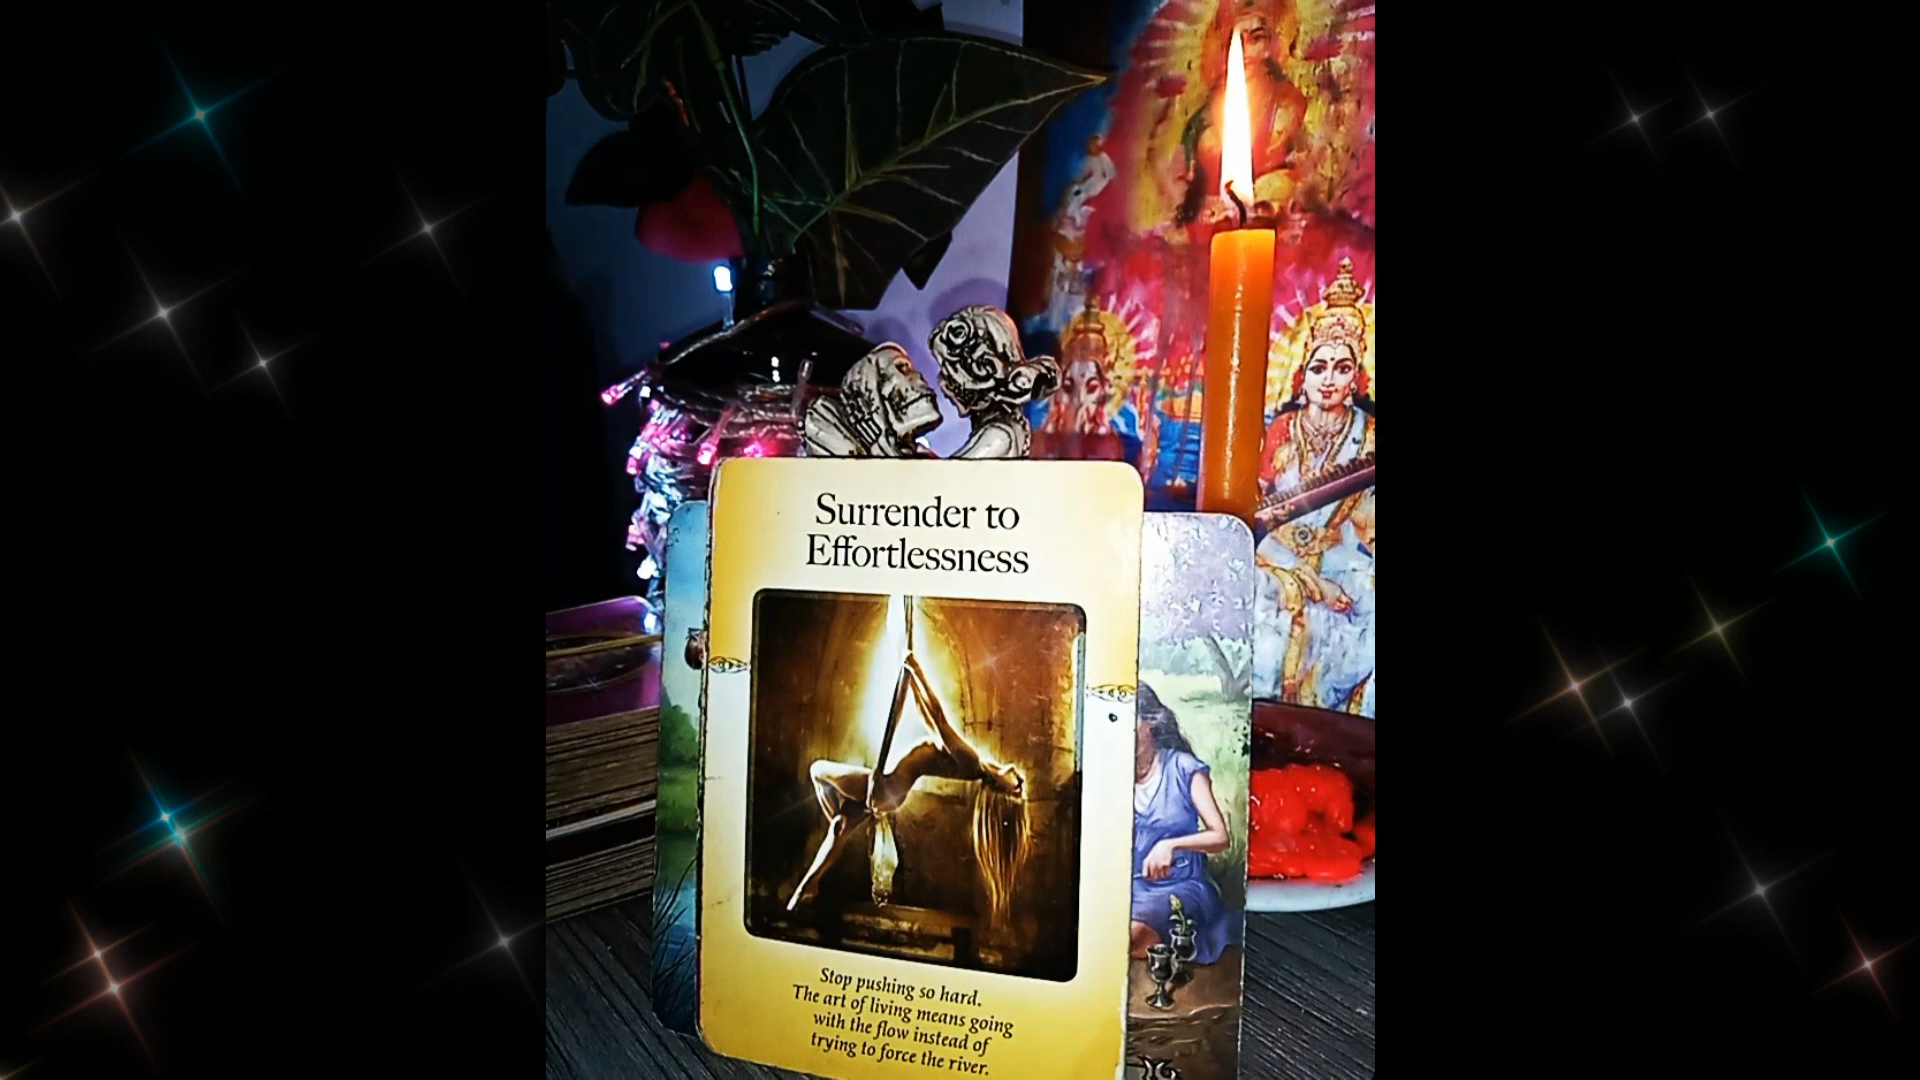 Surrender to
Effortlessness
Stop pushing so hard.
The art of living means going
with the flow instead of
trying to force the river.